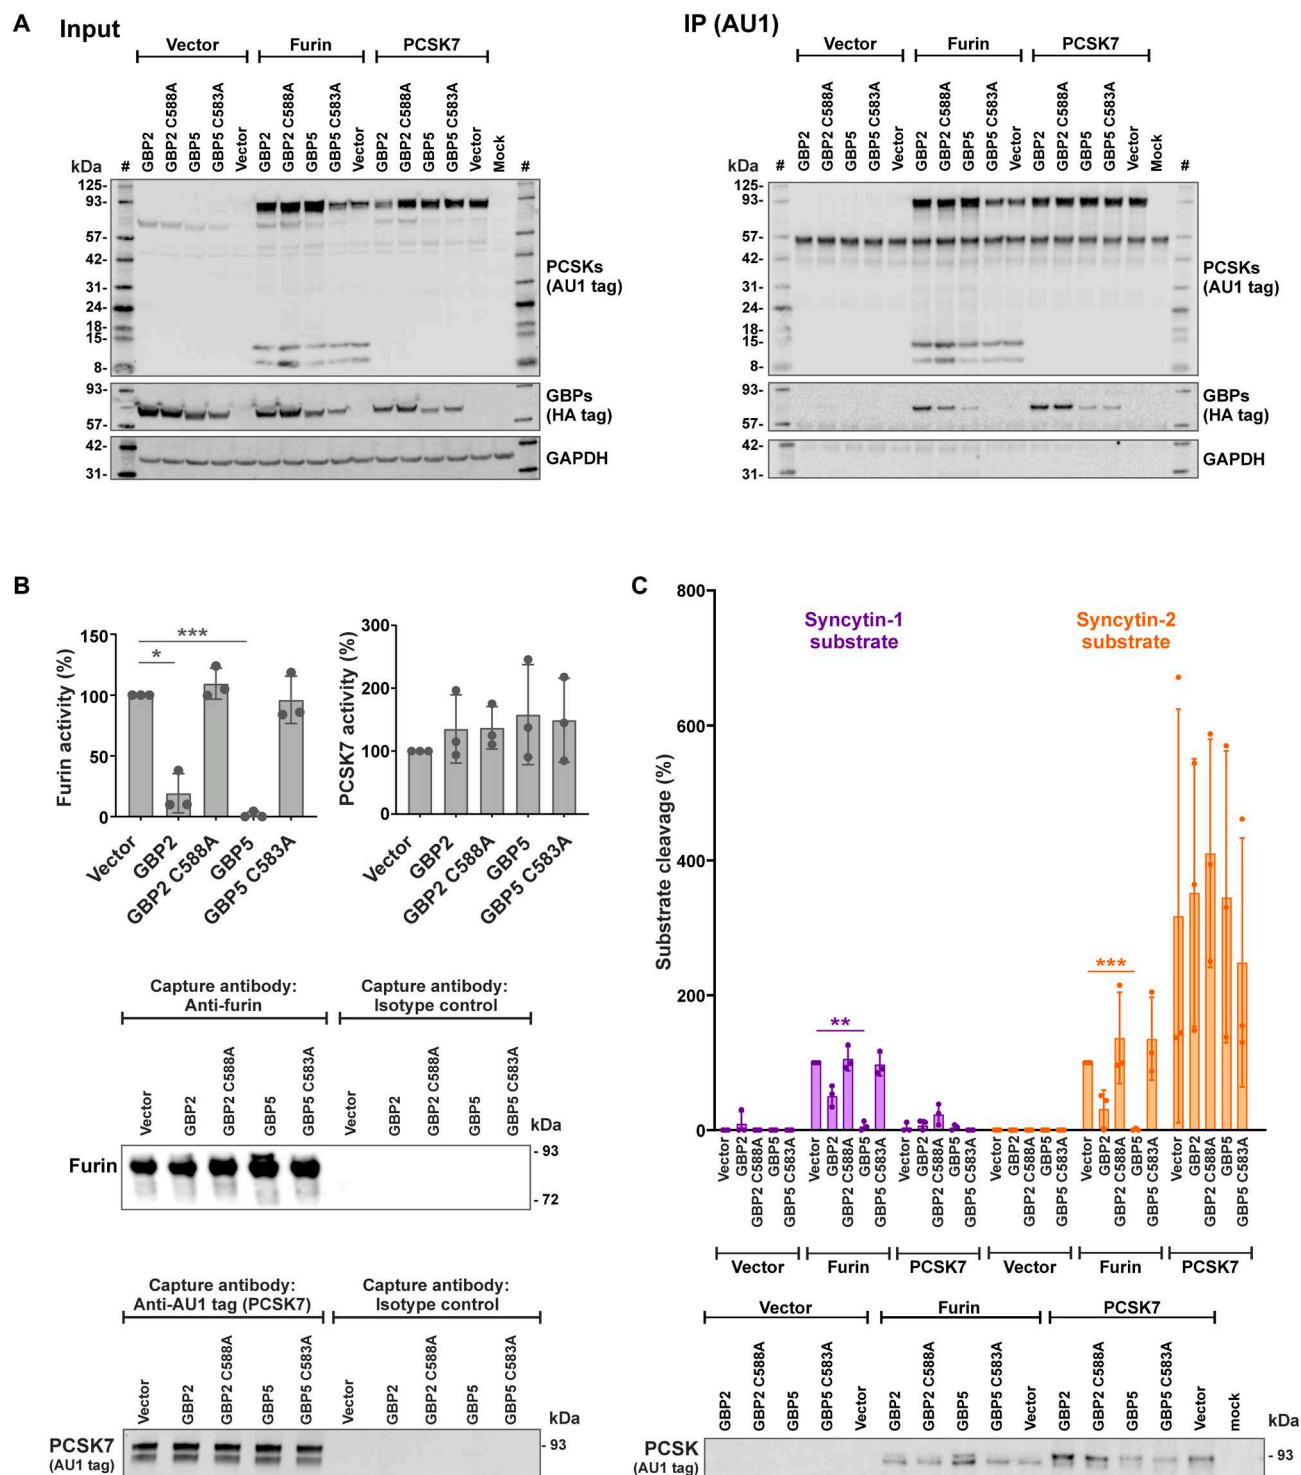 A
Input
Vector
Furin
PCSK7
GBP2
GBP2 C588A
GBP5
GBP5 C583A
Vector
GBP2
GBP2 C588A
GBP5
GBP5 C583A
Vector
GBP2
GBP2 C588A
GBP5
GBP5 C583A
Vector
Mock
kDa
#
#
125-
93-
57-
42-
31-
24-
18-
15-
8-
PCSKs
(AU1 tag)
93-
57-
GBPs
(HA tag)
42-
31-
GAPDH
IP (AU1)
Vector
Furin
PCSK7
GBP2
GBP2 C588A
GBP5
GBP5 C583A
Vector
GBP2
GBP2 C588A
GBP5
GBP5 C583A
Vector
GBP2
GBP2 C588A
GBP5
GBP5 C583A
Vector
Mock
kDa
#
#
125-
93-
57-
42-
31-
24-
18-
15-
8-
PCSKs
(AU1 tag)
93-
57-
GBPs
(HA tag)
42-
31-
GAPDH
B
Furin activity (%)
150
100
50
0
***
*
Vector
GBP2
GBP2 C588A
GBP5
GBP5 C583A
PCSK7 activity (%)
300
200
100
0
Vector
GBP2
GBP2 C588A
GBP5
GBP5 C583A
Capture antibody:
Anti-furin
Capture antibody:
Isotype control
Vector
GBP2
GBP2 C588A
GBP5
GBP5 C583A
Vector
GBP2
GBP2 C588A
GBP5
GBP5 C583A
kDa
Furin
- 93
- 72
Capture antibody:
Anti-AU1 tag (PCSK7)
Capture antibody:
Isotype control
Vector
GBP2
GBP2 C588A
GBP5
GBP5 C583A
Vector
GBP2
GBP2 C588A
GBP5
GBP5 C583A
kDa
PCSK7
(AU1 tag)
- 93
C
Substrate cleavage (%)
800
600
400
200
0
Syncytin-1
substrate
Syncytin-2
substrate
**
***
Vector
GBP2
GBP2 C588A
GBP5
GBP5 C583A
Vector
GBP2
GBP2 C588A
GBP5
GBP5 C583A
Vector
GBP2
GBP2 C588A
GBP5
GBP5 C583A
Vector
GBP2
GBP2 C588A
GBP5
GBP5 C583A
Vector
GBP2
GBP2 C588A
GBP5
GBP5 C583A
Vector
GBP2
GBP2 C588A
GBP5
GBP5 C583A
Vector
Furin
PCSK7
Vector
Furin
PCSK7
Vector
Furin
PCSK7
GBP2
GBP2 C588A
GBP5
GBP5 C583A
Vector
GBP2
GBP2 C588A
GBP5
GBP5 C583A
Vector
GBP2
GBP2 C588A
GBP5
GBP5 C583A
Vector
mock
kDa
PCSK
(AU1 tag)
- 93